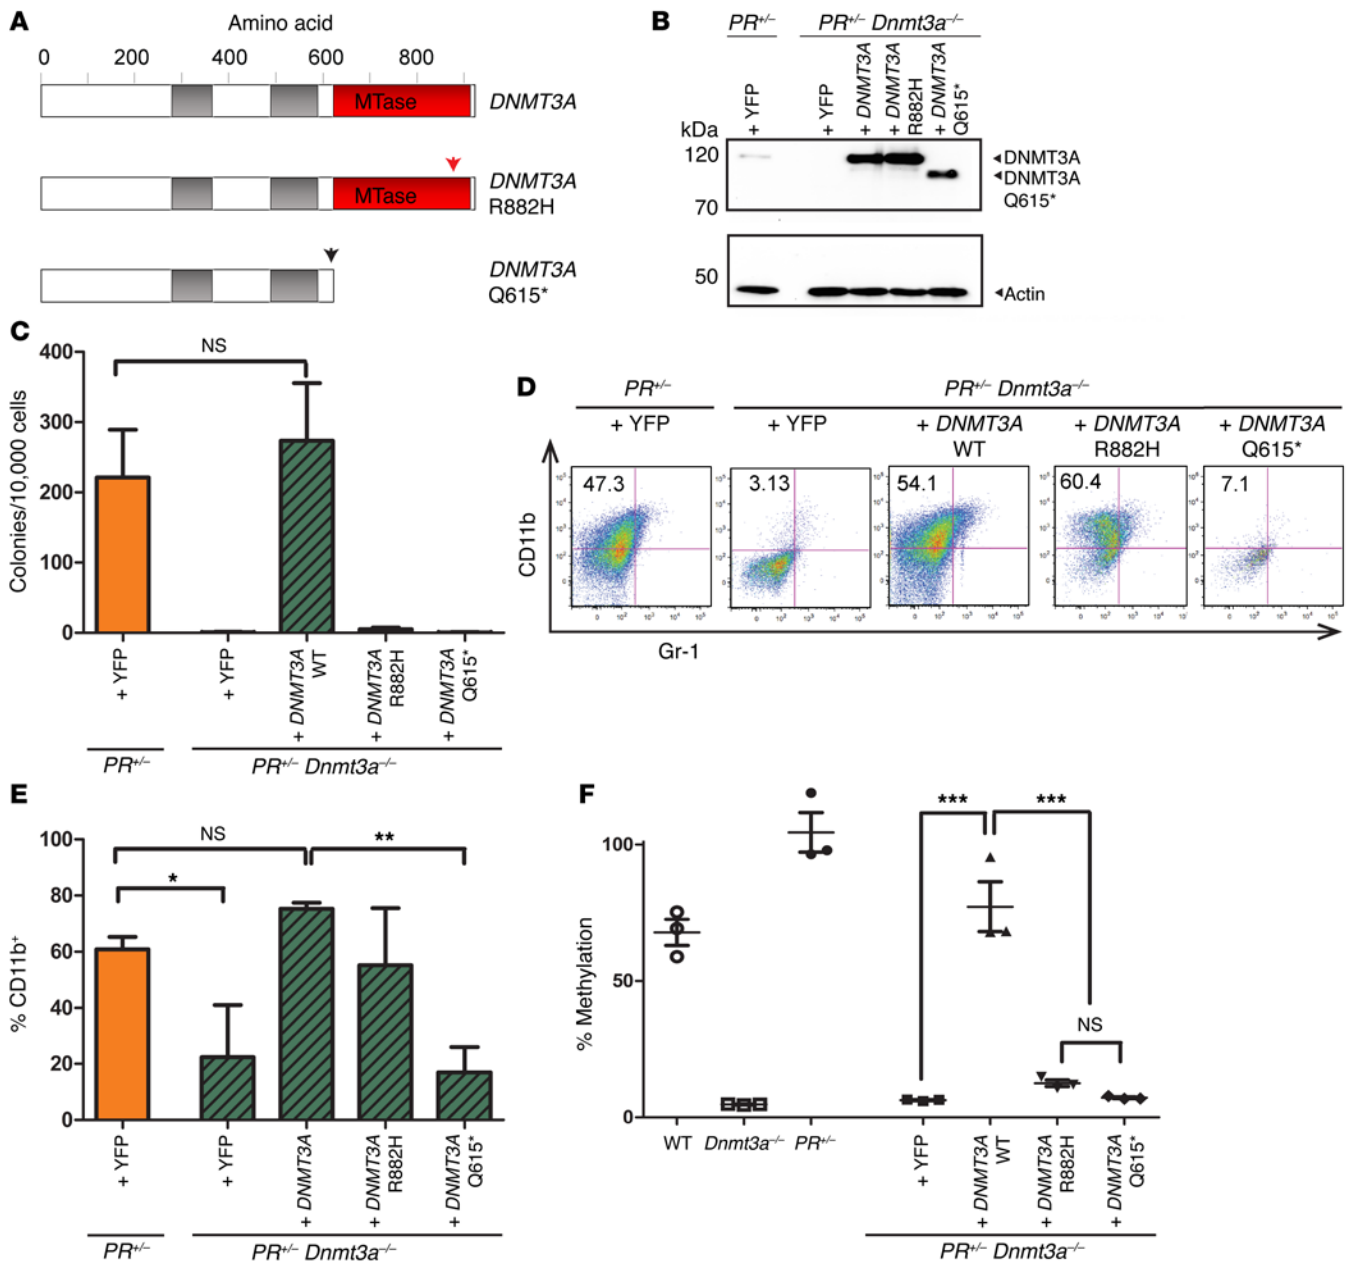 A
Amino acid
0 200 400 600 800
MTase
DNMT3A
MTase
DNMT3A
R882H
DNMT3A
Q615*
B
PR+/–
PR+/– Dnmt3a–/–
+ YFP
+ YFP
+ DNMT3A
+ DNMT3A
R882H
+ DNMT3A
Q615*
kDa
120
70
DNMT3A
DNMT3A
Q615*
50
Actin
C
Colonies/10,000 cells
400
300
200
100
0
NS
+ YFP
+ YFP
+ DNMT3A
WT
+ DNMT3A
R882H
+ DNMT3A
Q615*
PR+/–
PR+/– Dnmt3a–/–
D
PR+/–
PR+/– Dnmt3a–/–
+ YFP
+ YFP
+ DNMT3A
WT
+ DNMT3A
R882H
+ DNMT3A
Q615*
47.3
3.13
54.1
60.4
7.1
CD11b
Gr-1
E
% CD11b+
100
80
60
40
20
0
NS
*
**
+ YFP
+ YFP
+ DNMT3A
+ DNMT3A
R882H
+ DNMT3A
Q615*
PR+/–
PR+/– Dnmt3a–/–
F
% Methylation
100
50
0
***
***
NS
WT
Dnmt3a–/–
PR+/–
+ YFP
+ DNMT3A
WT
+ DNMT3A
R882H
+ DNMT3A
Q615*
PR+/– Dnmt3a–/–